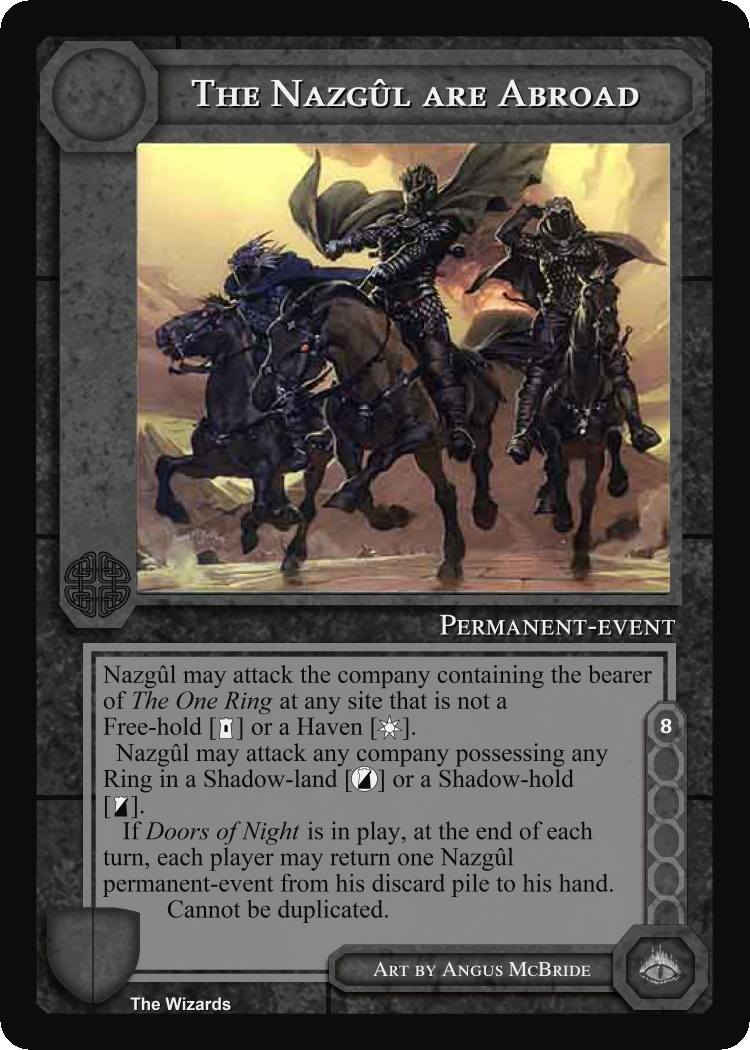 The Nazgûl are Abroad
Permanent-event
Nazgûl may attack the company containing the bearer
of The One Ring at any site that is not a
Free-hold [] or a Haven [].
Nazgûl may attack any company possessing any
Ring in a Shadow-land [] or a Shadow-hold
[].
If Doors of Night is in play, at the end of each
turn, each player may return one Nazgûl
permanent-event from his discard pile to his hand.
Cannot be duplicated.
8
Art by Angus McBride
The Wizards